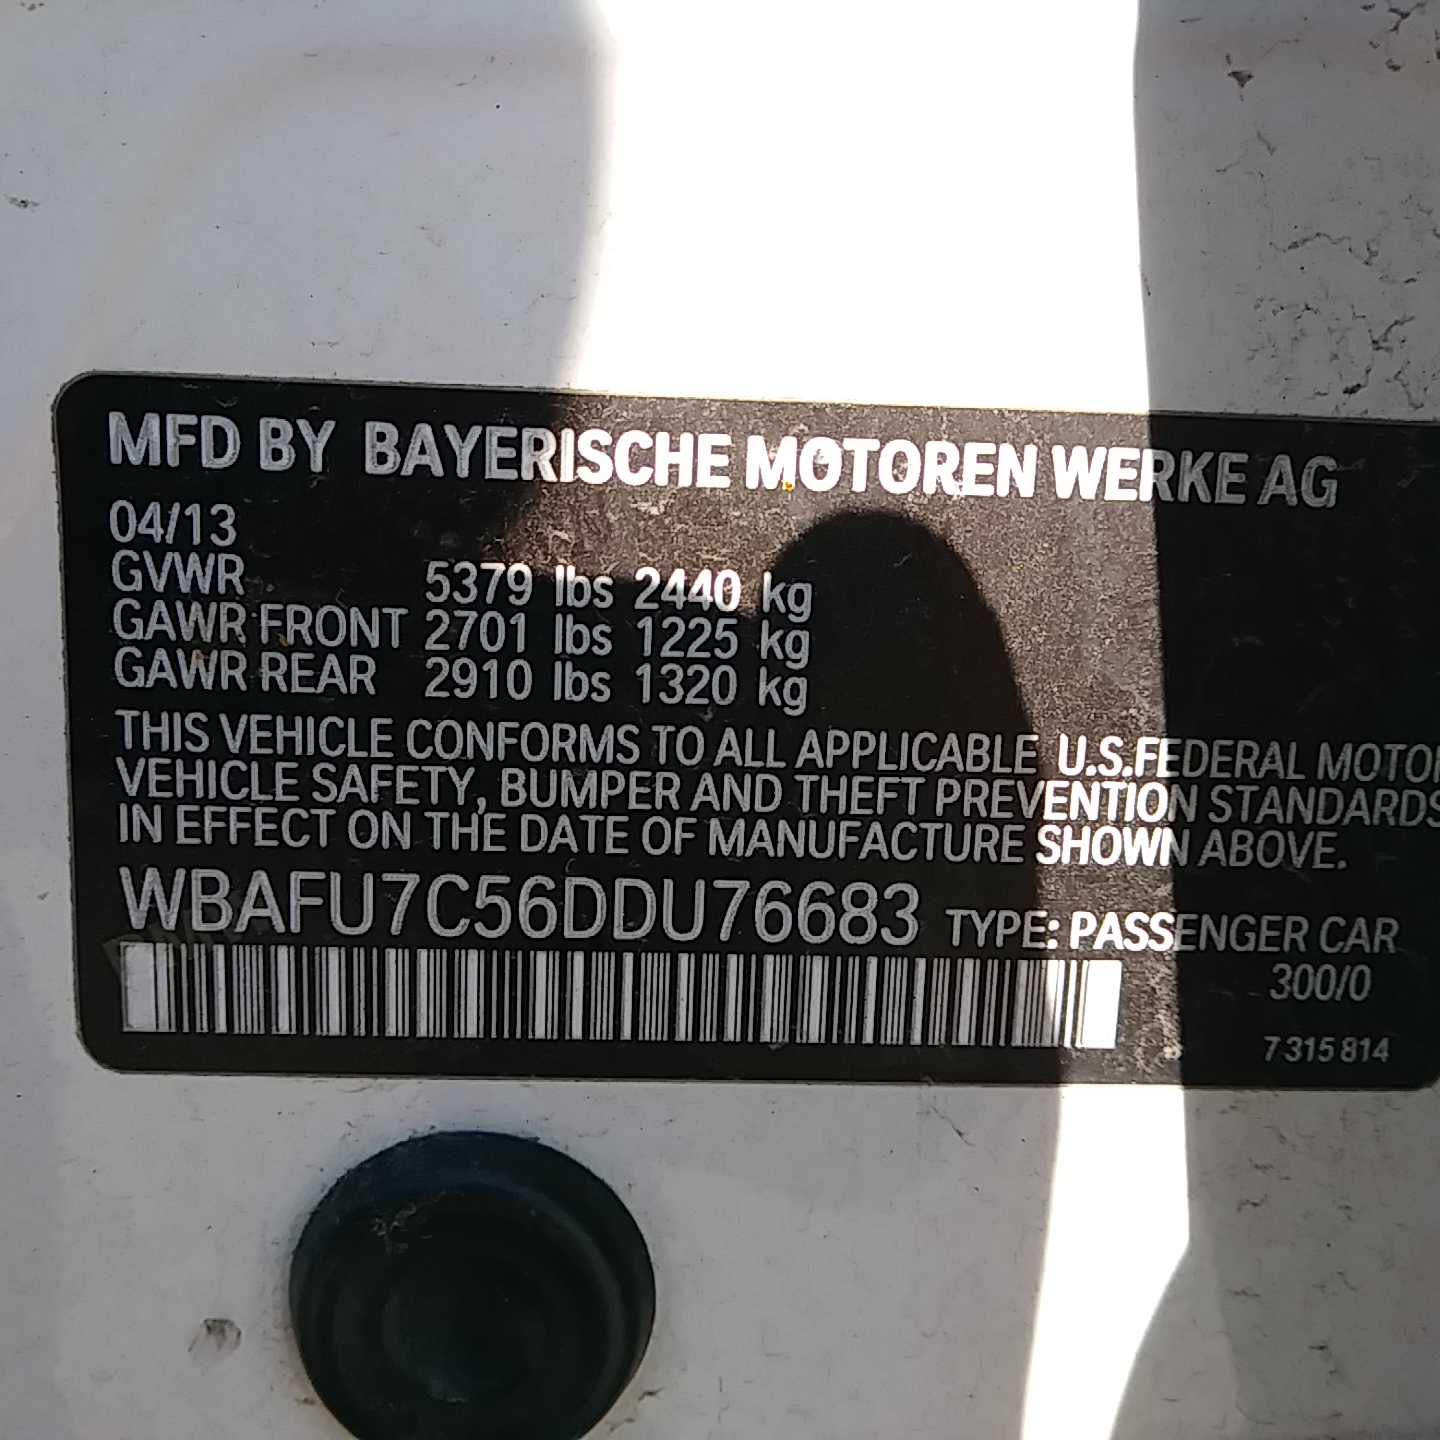 MFD BY BAYERISCHE MOTOREN WERKE AG
04/13
GVWR 5379 lbs 2440 kg
GAWR FRONT 2701 lbs 1225 kg
GAWR REAR 2910 lbs 1320 kg
THIS VEHICLE CONFORMS TO ALL APPLICABLE U.S.FEDERAL MOTOR
VEHICLE SAFETY, BUMPER AND THEFT PREVENTION STANDARDS
IN EFFECT ON THE DATE OF MANUFACTURE SHOWN ABOVE.
WBAFU7C56DDU76683 TYPE: PASSENGER CAR
300/0
7 315 814